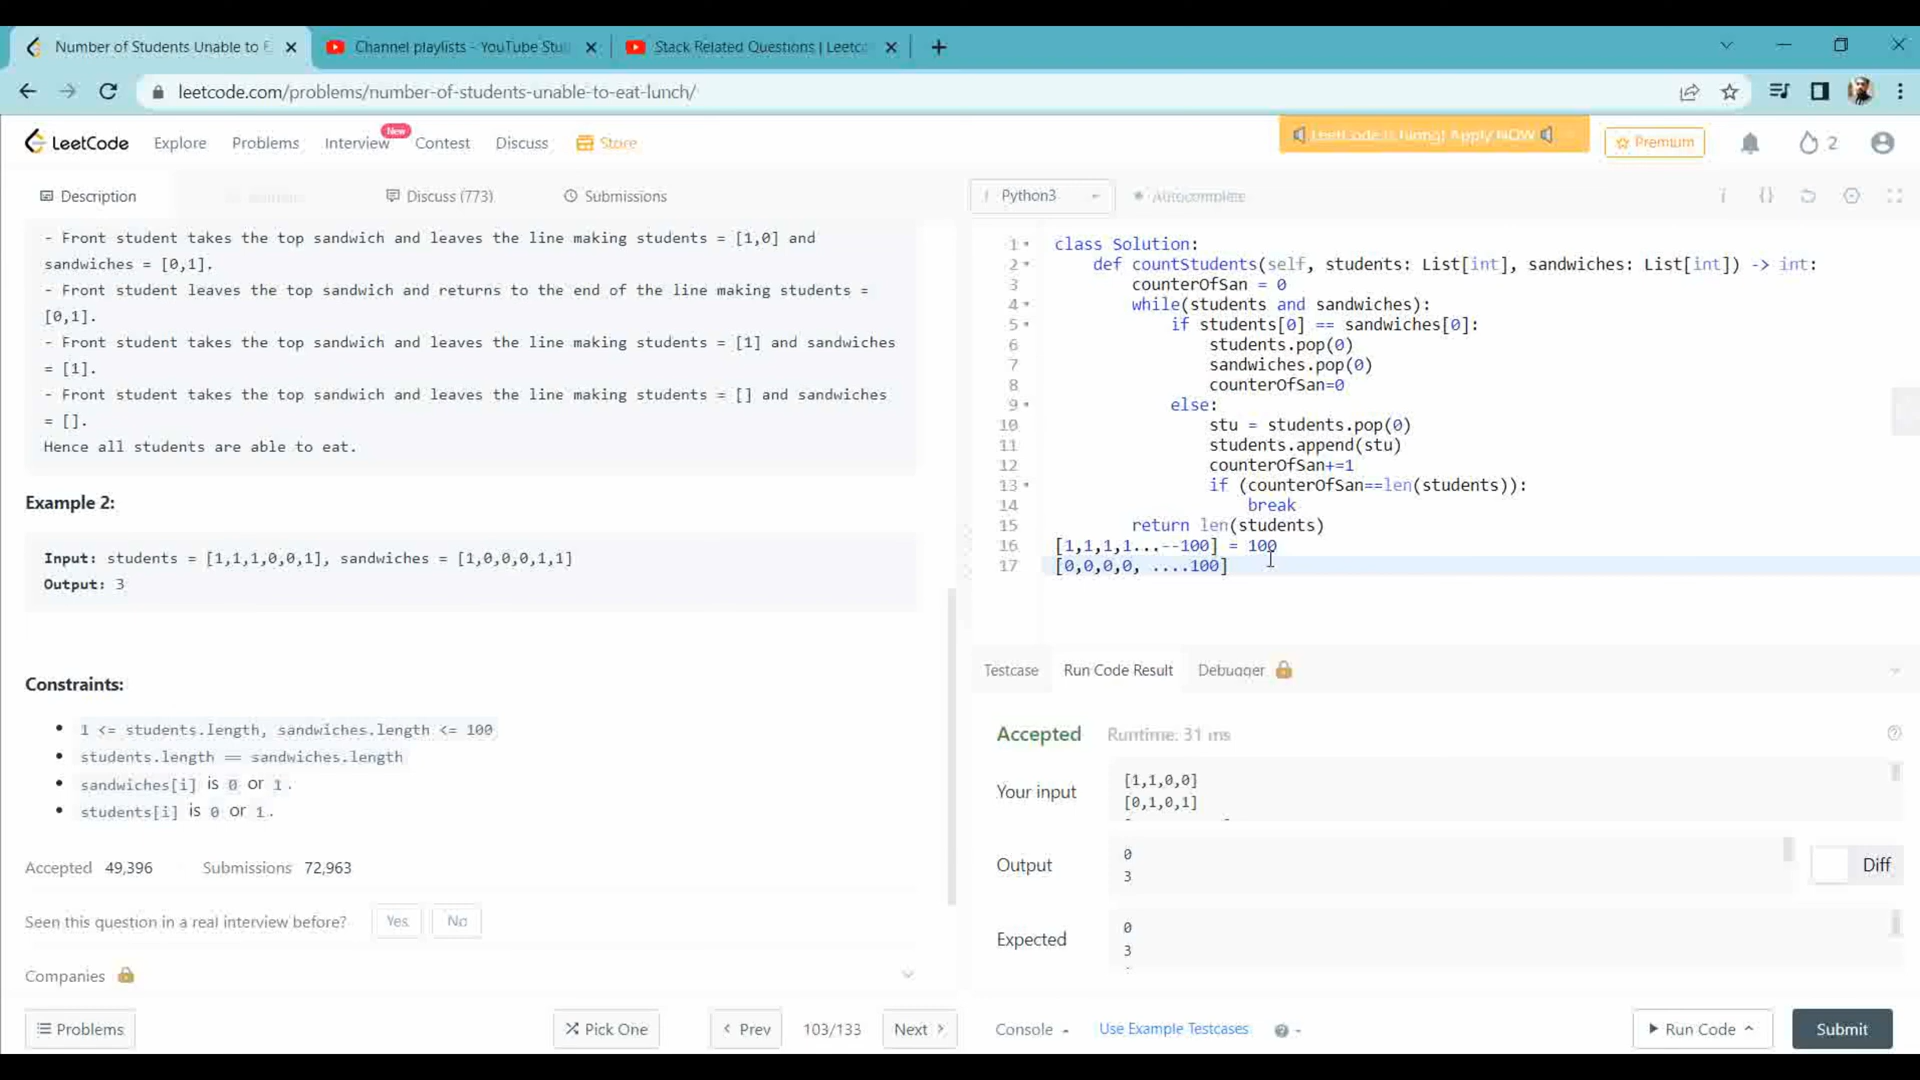 Number of Students Unable to E
Channel playlists - YouTube Stu
Stack Related Questions | Leetc
leetcode.com/problems/number-of-students-unable-to-eat-lunch/
LeetCode
Explore
Problems
Interview
New
Contest
Discuss
Store
LeetCode is hiring! Apply NOW
Premium
2
Description
Discuss (773)
Submissions
Python3
Autocomplete
- Front student takes the top sandwich and leaves the line making students = [1,0] and
sandwiches = [0,1].
- Front student leaves the top sandwich and returns to the end of the line making students =
[0,1].
- Front student takes the top sandwich and leaves the line making students = [1] and sandwiches
= [1].
- Front student takes the top sandwich and leaves the line making students = [] and sandwiches
= [].
Hence all students are able to eat.
Example 2:
Input: students = [1,1,1,0,0,1], sandwiches = [1,0,0,0,1,1]
Output: 3
Constraints:
1 <= students.length, sandwiches.length <= 100
students.length == sandwiches.length
sandwiches[i] is 0 or 1.
students[i] is 0 or 1.
Accepted 49,396 Submissions 72,963
Seen this question in a real interview before? Yes No
Companies
Problems
Pick One
Prev
103/133
Next
1 class Solution:
2 def countStudents(self, students: List[int], sandwiches: List[int]) -> int:
3 counterOfSan = 0
4 while(students and sandwiches):
5 if students[0] == sandwiches[0]:
6 students.pop(0)
7 sandwiches.pop(0)
8 counterOfSan=0
9 else:
10 stu = students.pop(0)
11 students.append(stu)
12 counterOfSan+=1
13 if (counterOfSan==len(students)):
14 break
15 return len(students)
16 [1,1,1,1...--100] = 100
17 [0,0,0,0, ....100]
Testcase
Run Code Result
Debugger
Accepted Runtime: 31 ms
Your input
[1,1,0,0]
[0,1,0,1]
Output
0
3
Diff
Expected
0
3
Console
Use Example Testcases
Run Code
Submit